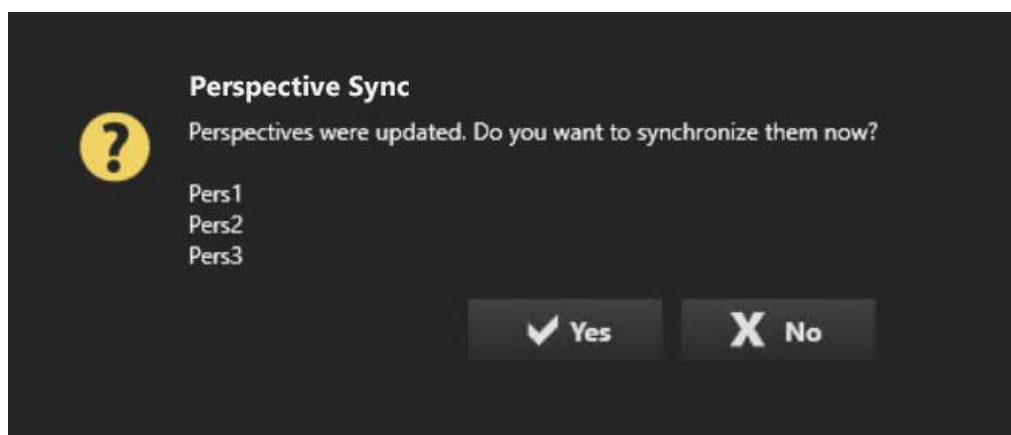 Perspective Sync
Perspectives were updated. Do you want to synchronize them now?
Pers1
Pers2
Pers3
Yes
No